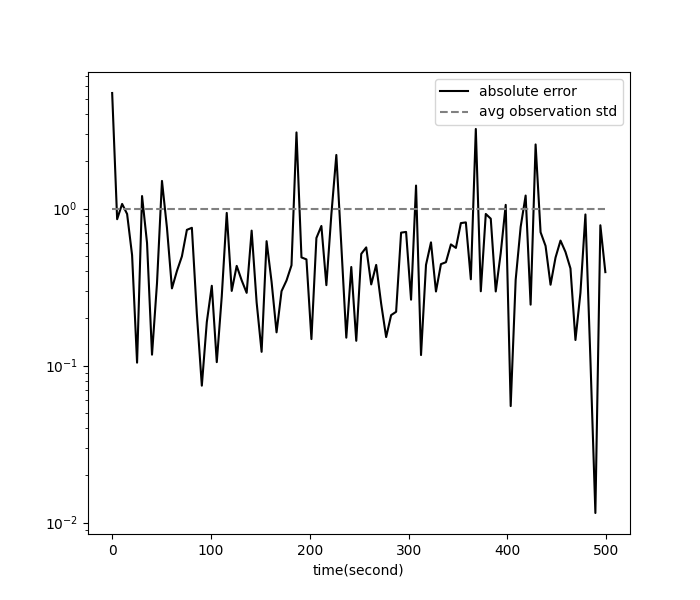 absolute error
avg observation std
10⁰
10⁻¹
10⁻²
0 100 200 300 400 500
time(second)